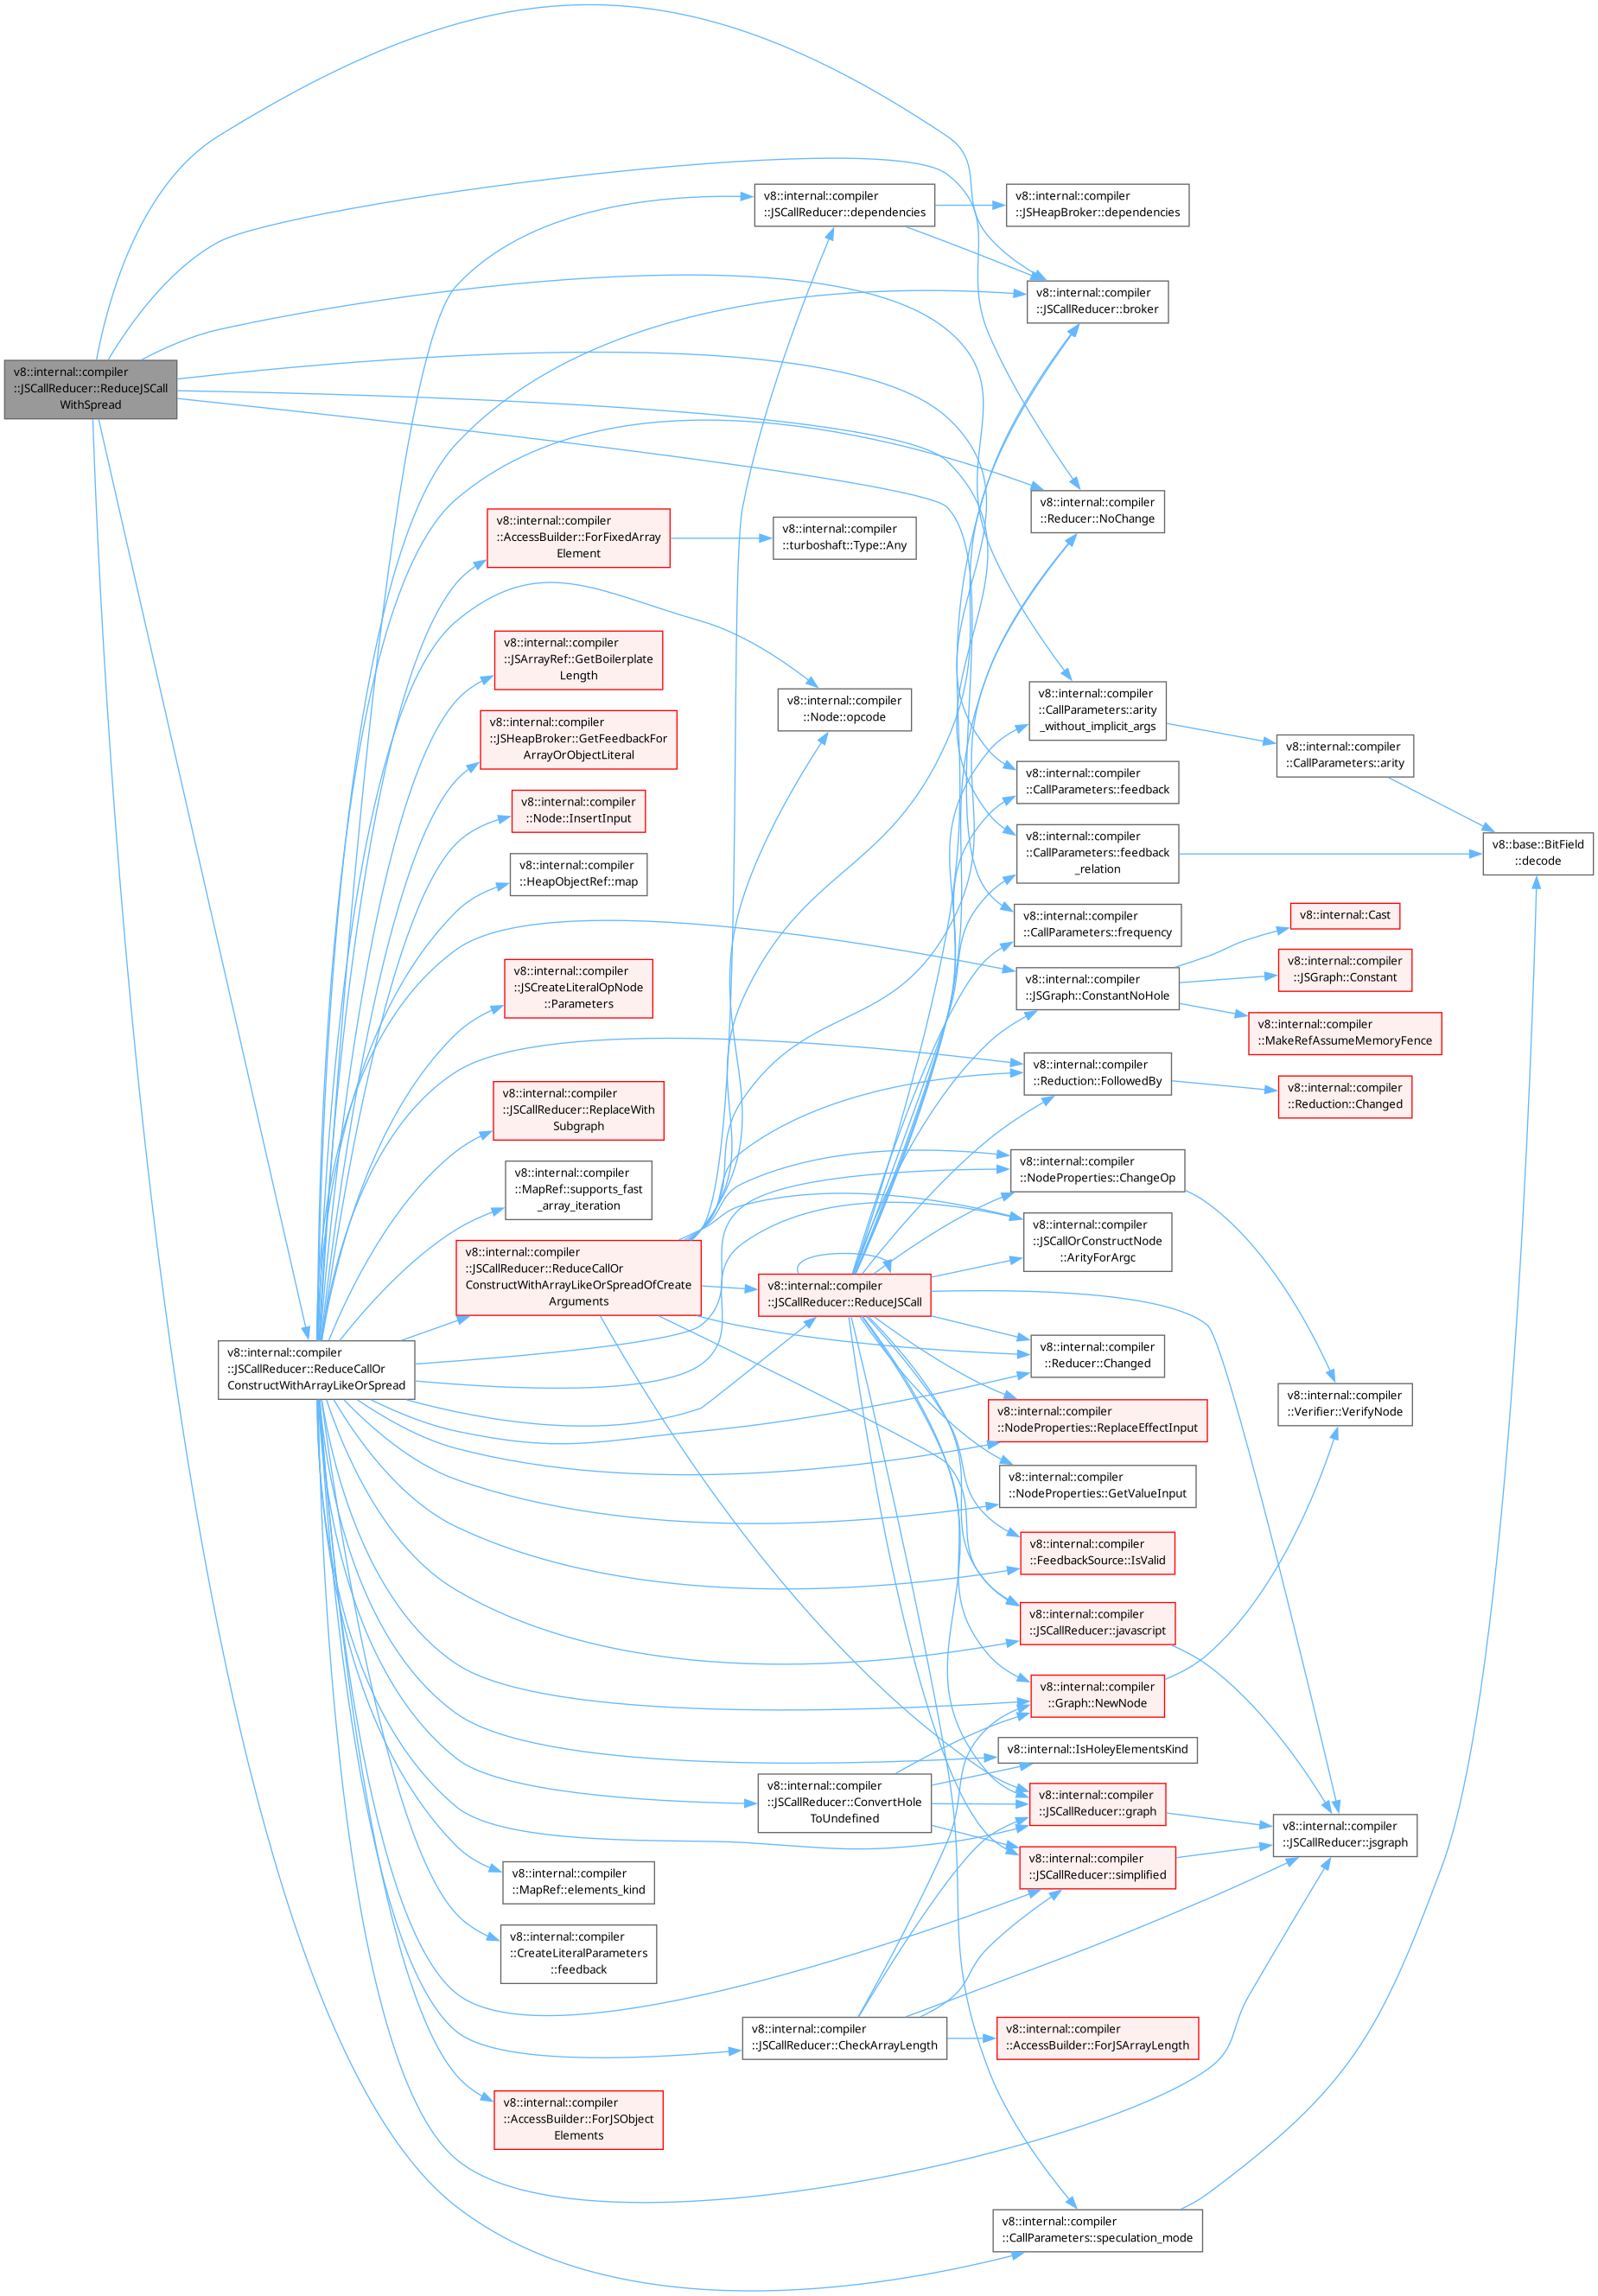 v8::internal::compiler
::JSCallReducer::ReduceJSCall
WithSpread
v8::internal::compiler
::JSCallReducer::dependencies
v8::internal::compiler
::JSHeapBroker::dependencies
v8::internal::compiler
::JSCallReducer::broker
v8::internal::compiler
::Reducer::NoChange
v8::internal::compiler
::AccessBuilder::ForFixedArray
Element
v8::internal::compiler
::turboshaft::Type::Any
v8::internal::compiler
::JSArrayRef::GetBoilerplate
Length
v8::internal::compiler
::Node::opcode
v8::internal::compiler
::CallParameters::arity
_without_implicit_args
v8::internal::compiler
::CallParameters::arity
v8::internal::compiler
::JSHeapBroker::GetFeedbackFor
ArrayOrObjectLiteral
v8::internal::compiler
::CallParameters::feedback
v8::internal::compiler
::Node::InsertInput
v8::internal::compiler
::CallParameters::feedback
_relation
v8::base::BitField
::decode
v8::internal::compiler
::HeapObjectRef::map
v8::internal::compiler
::CallParameters::frequency
v8::internal::Cast
v8::internal::compiler
::JSCreateLiteralOpNode
::Parameters
v8::internal::compiler
::JSGraph::ConstantNoHole
v8::internal::compiler
::JSGraph::Constant
v8::internal::compiler
::MakeRefAssumeMemoryFence
v8::internal::compiler
::Reduction::FollowedBy
v8::internal::compiler
::Reduction::Changed
v8::internal::compiler
::JSCallReducer::ReplaceWith
Subgraph
v8::internal::compiler
::MapRef::supports_fast
_array_iteration
v8::internal::compiler
::NodeProperties::ChangeOp
v8::internal::compiler
::JSCallOrConstructNode
::ArityForArgc
v8::internal::compiler
::JSCallReducer::ReduceCallOr
ConstructWithArrayLikeOrSpreadOfCreate
Arguments
v8::internal::compiler
::JSCallReducer::ReduceJSCall
v8::internal::compiler
::JSCallReducer::ReduceCallOr
ConstructWithArrayLikeOrSpread
v8::internal::compiler
::Reducer::Changed
v8::internal::compiler
::NodeProperties::ReplaceEffectInput
v8::internal::compiler
::Verifier::VerifyNode
v8::internal::compiler
::NodeProperties::GetValueInput
v8::internal::compiler
::FeedbackSource::IsValid
v8::internal::compiler
::JSCallReducer::javascript
v8::internal::compiler
::Graph::NewNode
v8::internal::IsHoleyElementsKind
v8::internal::compiler
::JSCallReducer::ConvertHole
ToUndefined
v8::internal::compiler
::JSCallReducer::graph
v8::internal::compiler
::JSCallReducer::jsgraph
v8::internal::compiler
::JSCallReducer::simplified
v8::internal::compiler
::MapRef::elements_kind
v8::internal::compiler
::CreateLiteralParameters
::feedback
v8::internal::compiler
::JSCallReducer::CheckArrayLength
v8::internal::compiler
::AccessBuilder::ForJSArrayLength
v8::internal::compiler
::AccessBuilder::ForJSObject
Elements
v8::internal::compiler
::CallParameters::speculation_mode